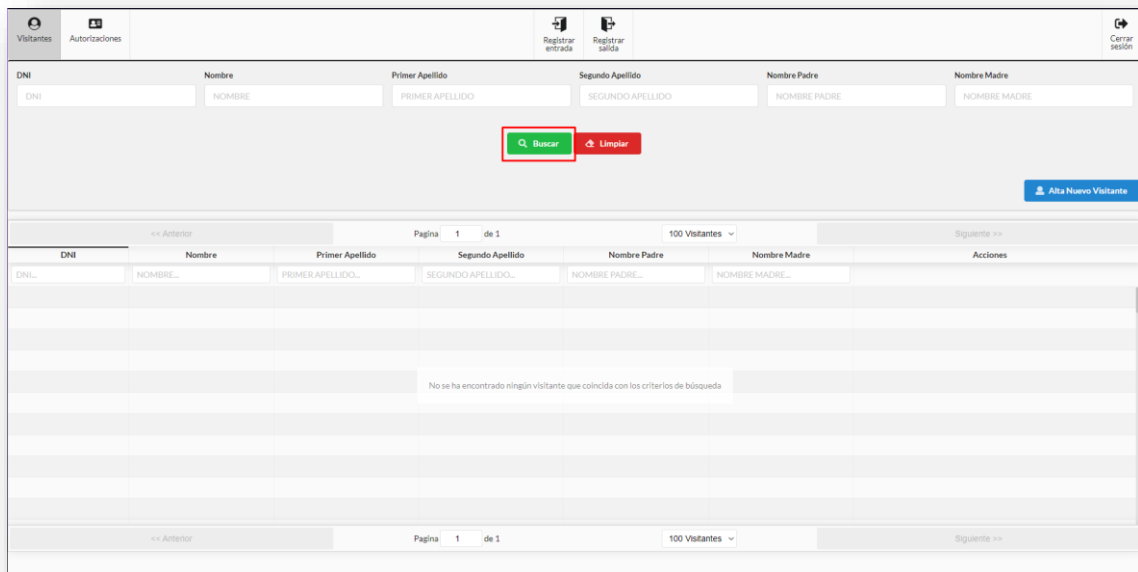 Visitantes
Autorizaciones
Registrar
entrada
Registrar
salida
Cerrar
sesión
DNI Nombre Primer Apellido Segundo Apellido Nombre Padre Nombre Madre
DNI NOMBRE PRIMER APELLIDO SEGUNDO APELLIDO NOMBRE PADRE NOMBRE MADRE
Buscar Limpiar
Alta Nuevo Visitante
<< Anterior Pagina 1 de 1 100 Visitantes Siguiente >>
DNI Nombre Primer Apellido Segundo Apellido Nombre Padre Nombre Madre Acciones
DNI... NOMBRE... PRIMER APELLIDO... SEGUNDO APELLIDO... NOMBRE PADRE... NOMBRE MADRE...
No se ha encontrado ningún visitante que coincida con los criterios de búsqueda
<< Anterior Pagina 1 de 1 100 Visitantes Siguiente >>